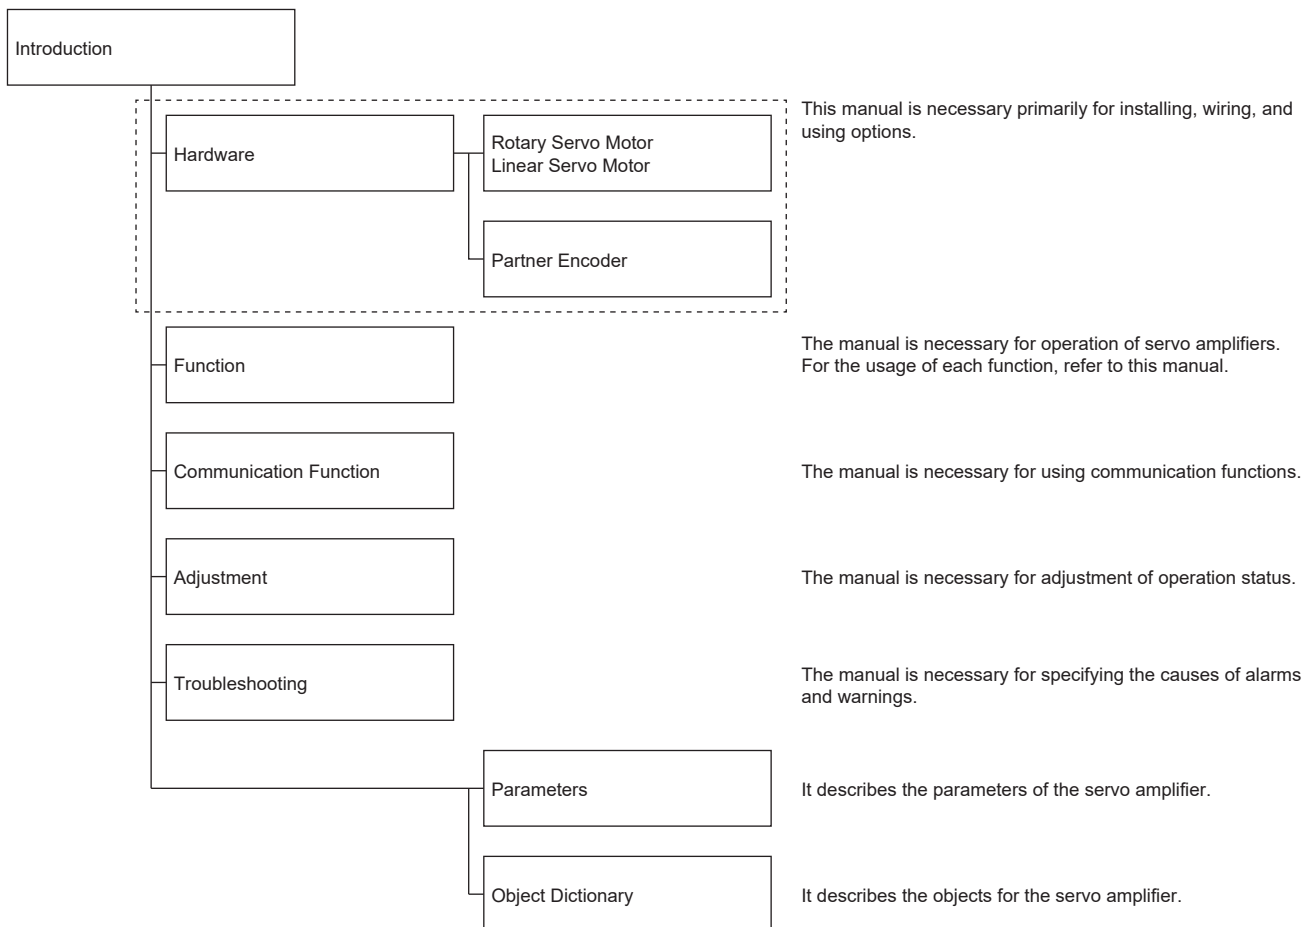 Introduction
Hardware
Rotary Servo Motor
Linear Servo Motor
This manual is necessary primarily for installing, wiring, and
using options.
Partner Encoder
Function
The manual is necessary for operation of servo amplifiers.
For the usage of each function, refer to this manual.
Communication Function
The manual is necessary for using communication functions.
Adjustment
The manual is necessary for adjustment of operation status.
Troubleshooting
The manual is necessary for specifying the causes of alarms
and warnings.
Parameters
It describes the parameters of the servo amplifier.
Object Dictionary
It describes the objects for the servo amplifier.